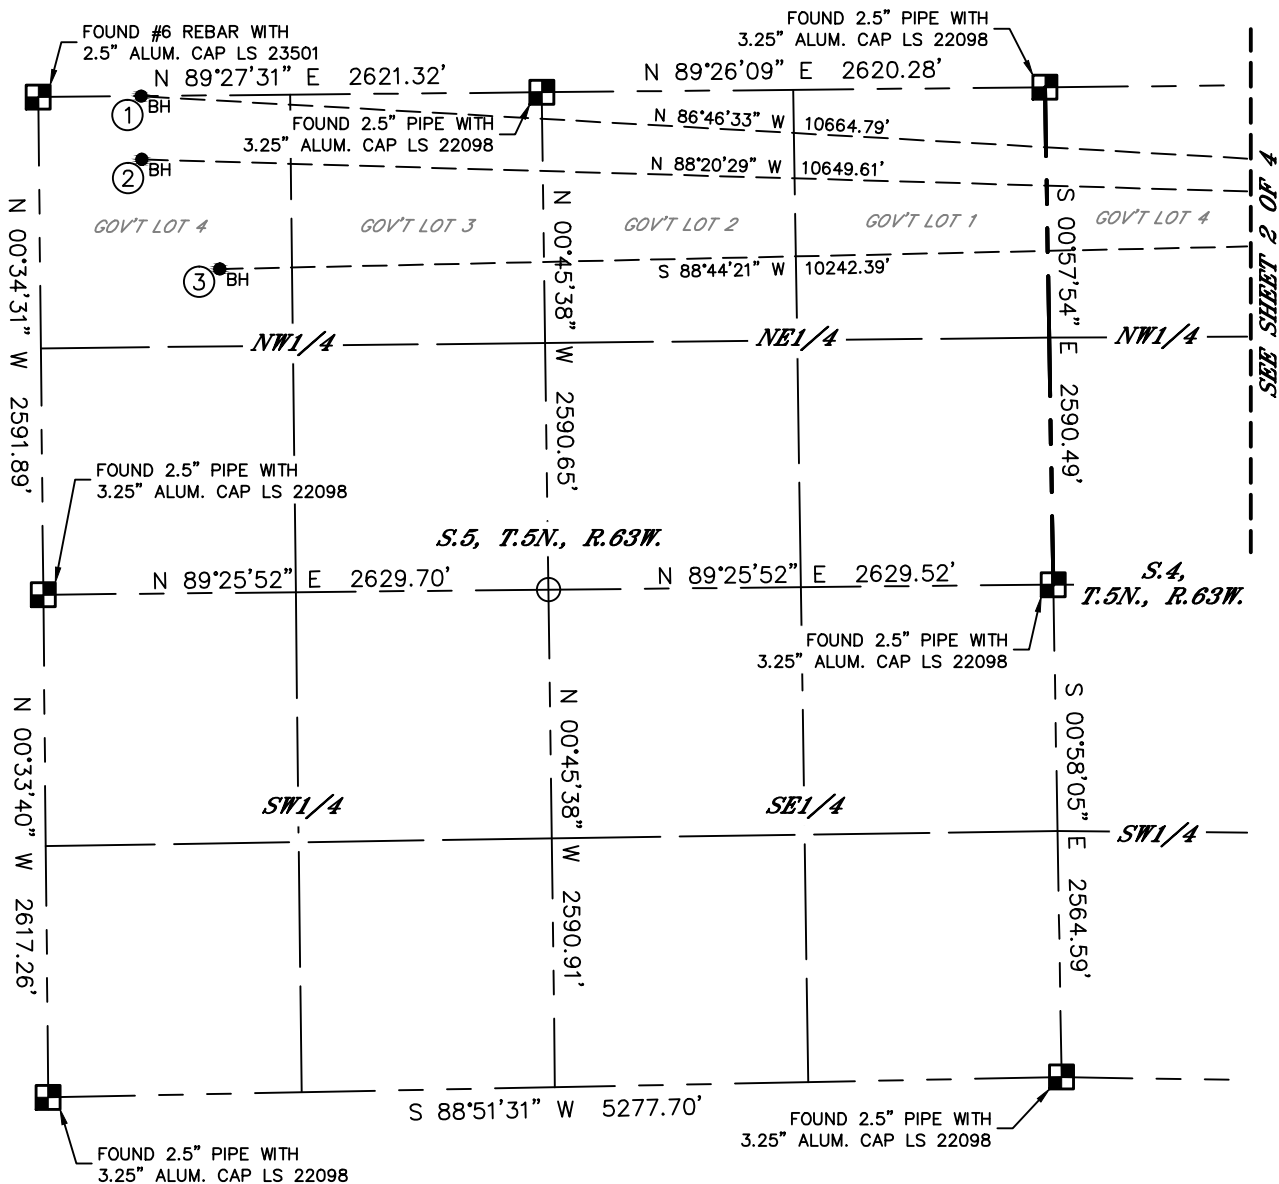 FOUND #6 REBAR WITH
2.5" ALUM. CAP LS 23501
FOUND 2.5" PIPE WITH
3.25" ALUM. CAP LS 22098
N 89°27'31" E 2621.32'
N 89°26'09" E 2620.28'
1
BH
FOUND 2.5" PIPE WITH
3.25" ALUM. CAP LS 22098
N 86°46'33" W 10664.79'
2
BH
N 88°20'29" W 10649.61'
SEE SHEET 2 OF 4
GOV'T LOT 4
GOV'T LOT 3
GOV'T LOT 2
GOV'T LOT 1
GOV'T LOT 4
3
BH
S 88°44'21" W 10242.39'
N 00°34'31" W 2591.89'
N 00°45'38" W 2590.65'
S 00°57'54" E 2590.49'
NW1/4
NE1/4
NW1/4
FOUND 2.5" PIPE WITH
3.25" ALUM. CAP LS 22098
S.5, T.5N., R.63W.
N 89°25'52" E 2629.70'
N 89°25'52" E 2629.52'
S.4,
T.5N., R.63W.
FOUND 2.5" PIPE WITH
3.25" ALUM. CAP LS 22098
N 00°33'40" W 2617.26'
N 00°45'38" W 2590.91'
S 00°58'05" E 2564.59'
SW1/4
SE1/4
SW1/4
S 88°51'31" W 5277.70'
FOUND 2.5" PIPE WITH
3.25" ALUM. CAP LS 22098
FOUND 2.5" PIPE WITH
3.25" ALUM. CAP LS 22098